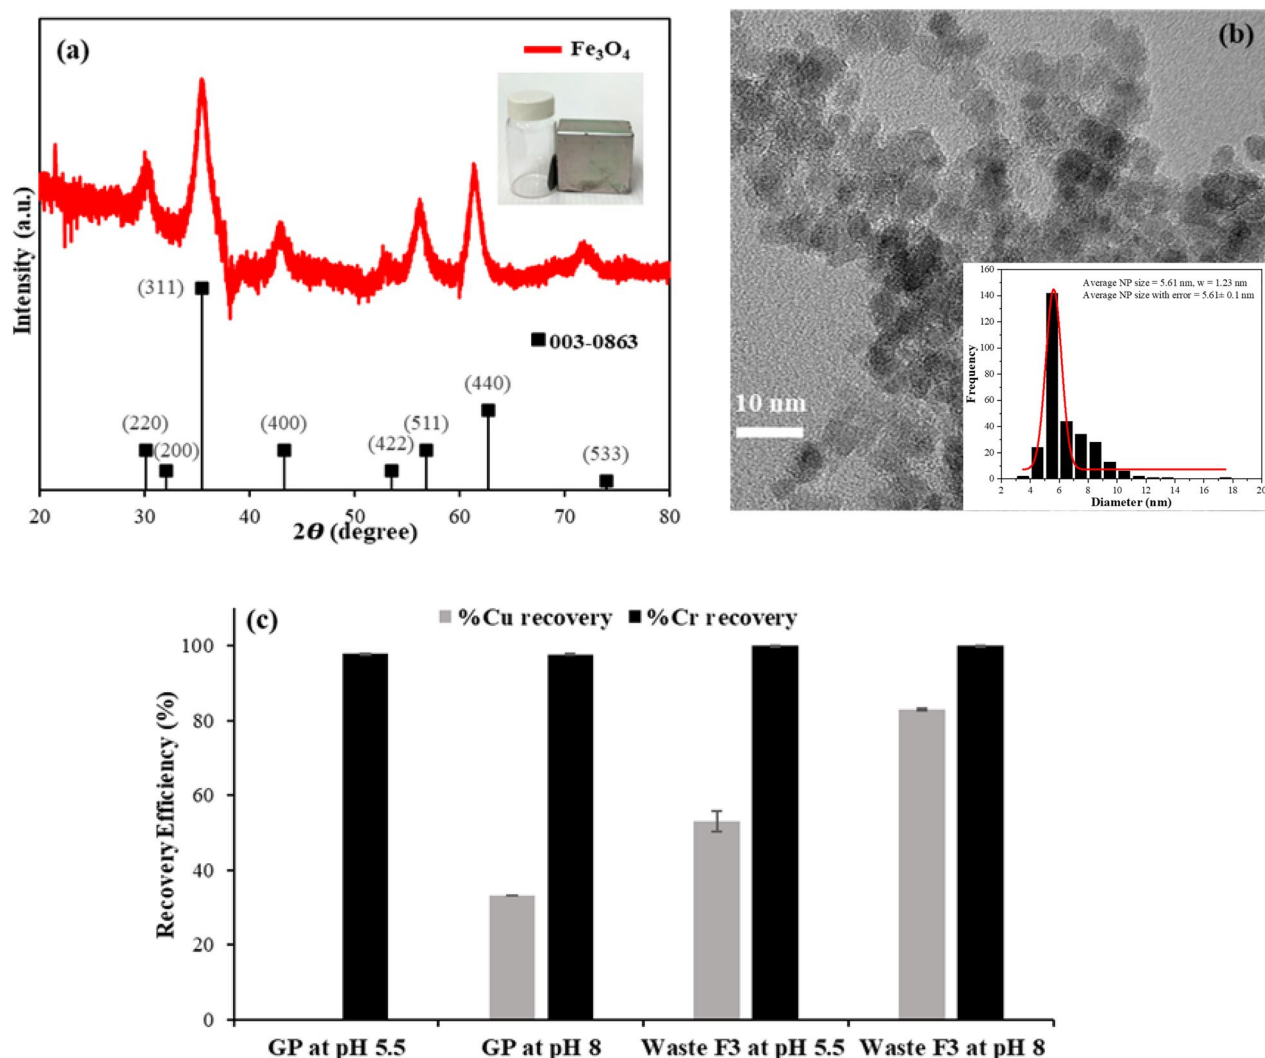 (a)
Fe₃O₄
Intensity (a.u.)
(311)
003-0863
(440)
(220)
(200)
(400)
(511)
(422)
(533)
20 30 40 50 60 70 80
2Θ (degree)
(b)
10 nm
Average NP size = 5.61 nm, w = 1.23 nm
Average NP size with error = 5.61± 0.1 nm
Frequency
160
140
120
100
80
60
40
20
0
2 4 6 8 10 12 14 16 18 20
Diameter (nm)
(c)
%Cu recovery %Cr recovery
Recovery Efficiency (%)
100
80
60
40
20
0
GP at pH 5.5 GP at pH 8 Waste F3 at pH 5.5 Waste F3 at pH 8